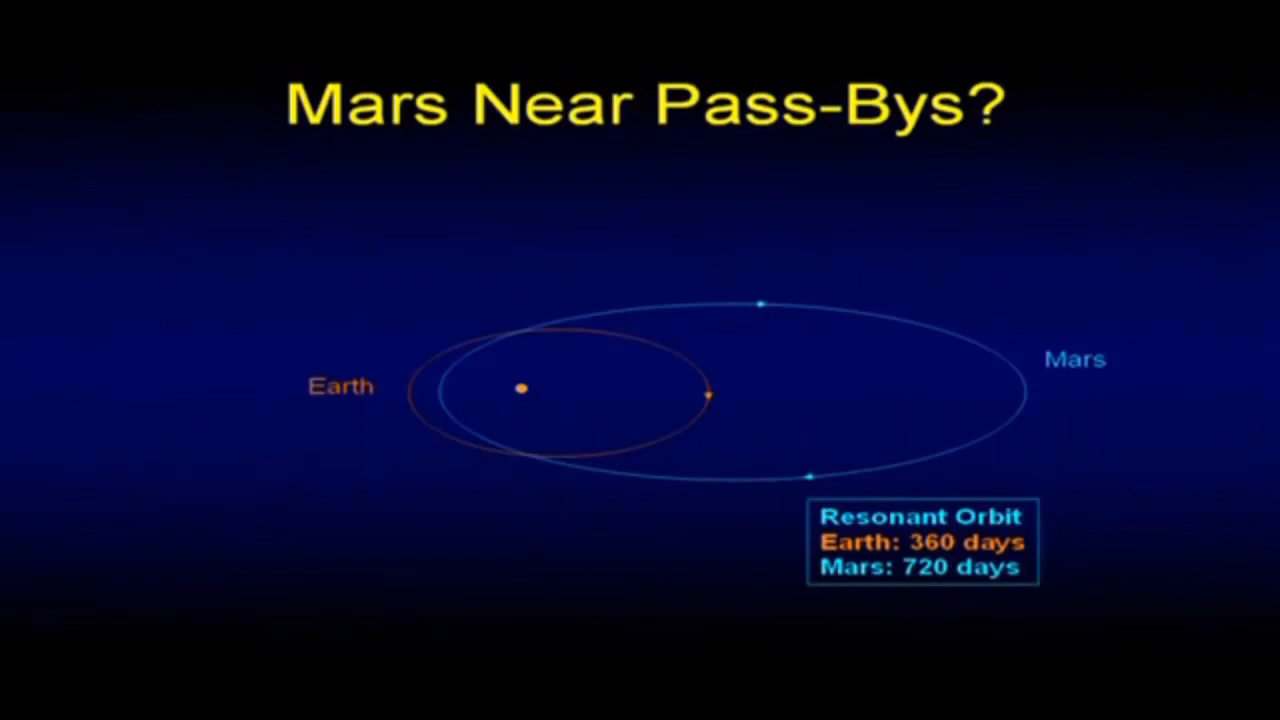 Mars Near Pass-Bys?
Mars
Earth
Resonant Orbit
Earth: 360 days
Mars: 720 days